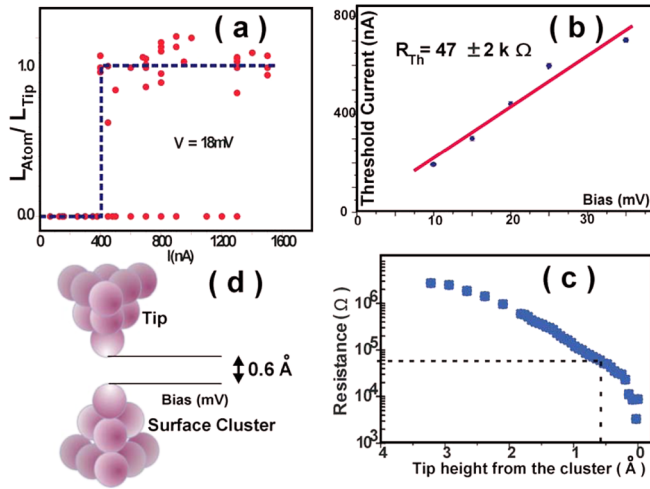 ( a )
1.0
0.0
L_Atom / L_Tip
V = 18mV
0 400 800 1200 1600
I(nA)
( b )
800
400
0
Threshold Current (nA)
R_Th = 47 ± 2 k Ω
0 10 20 30
Bias (mV)
( d )
Tip
0.6 Å
Bias (mV)
Surface Cluster
( c )
10^6
10^5
10^4
10^3
Resistance ( Ω )
4 3 2 1 0
Tip height from the cluster( Å )